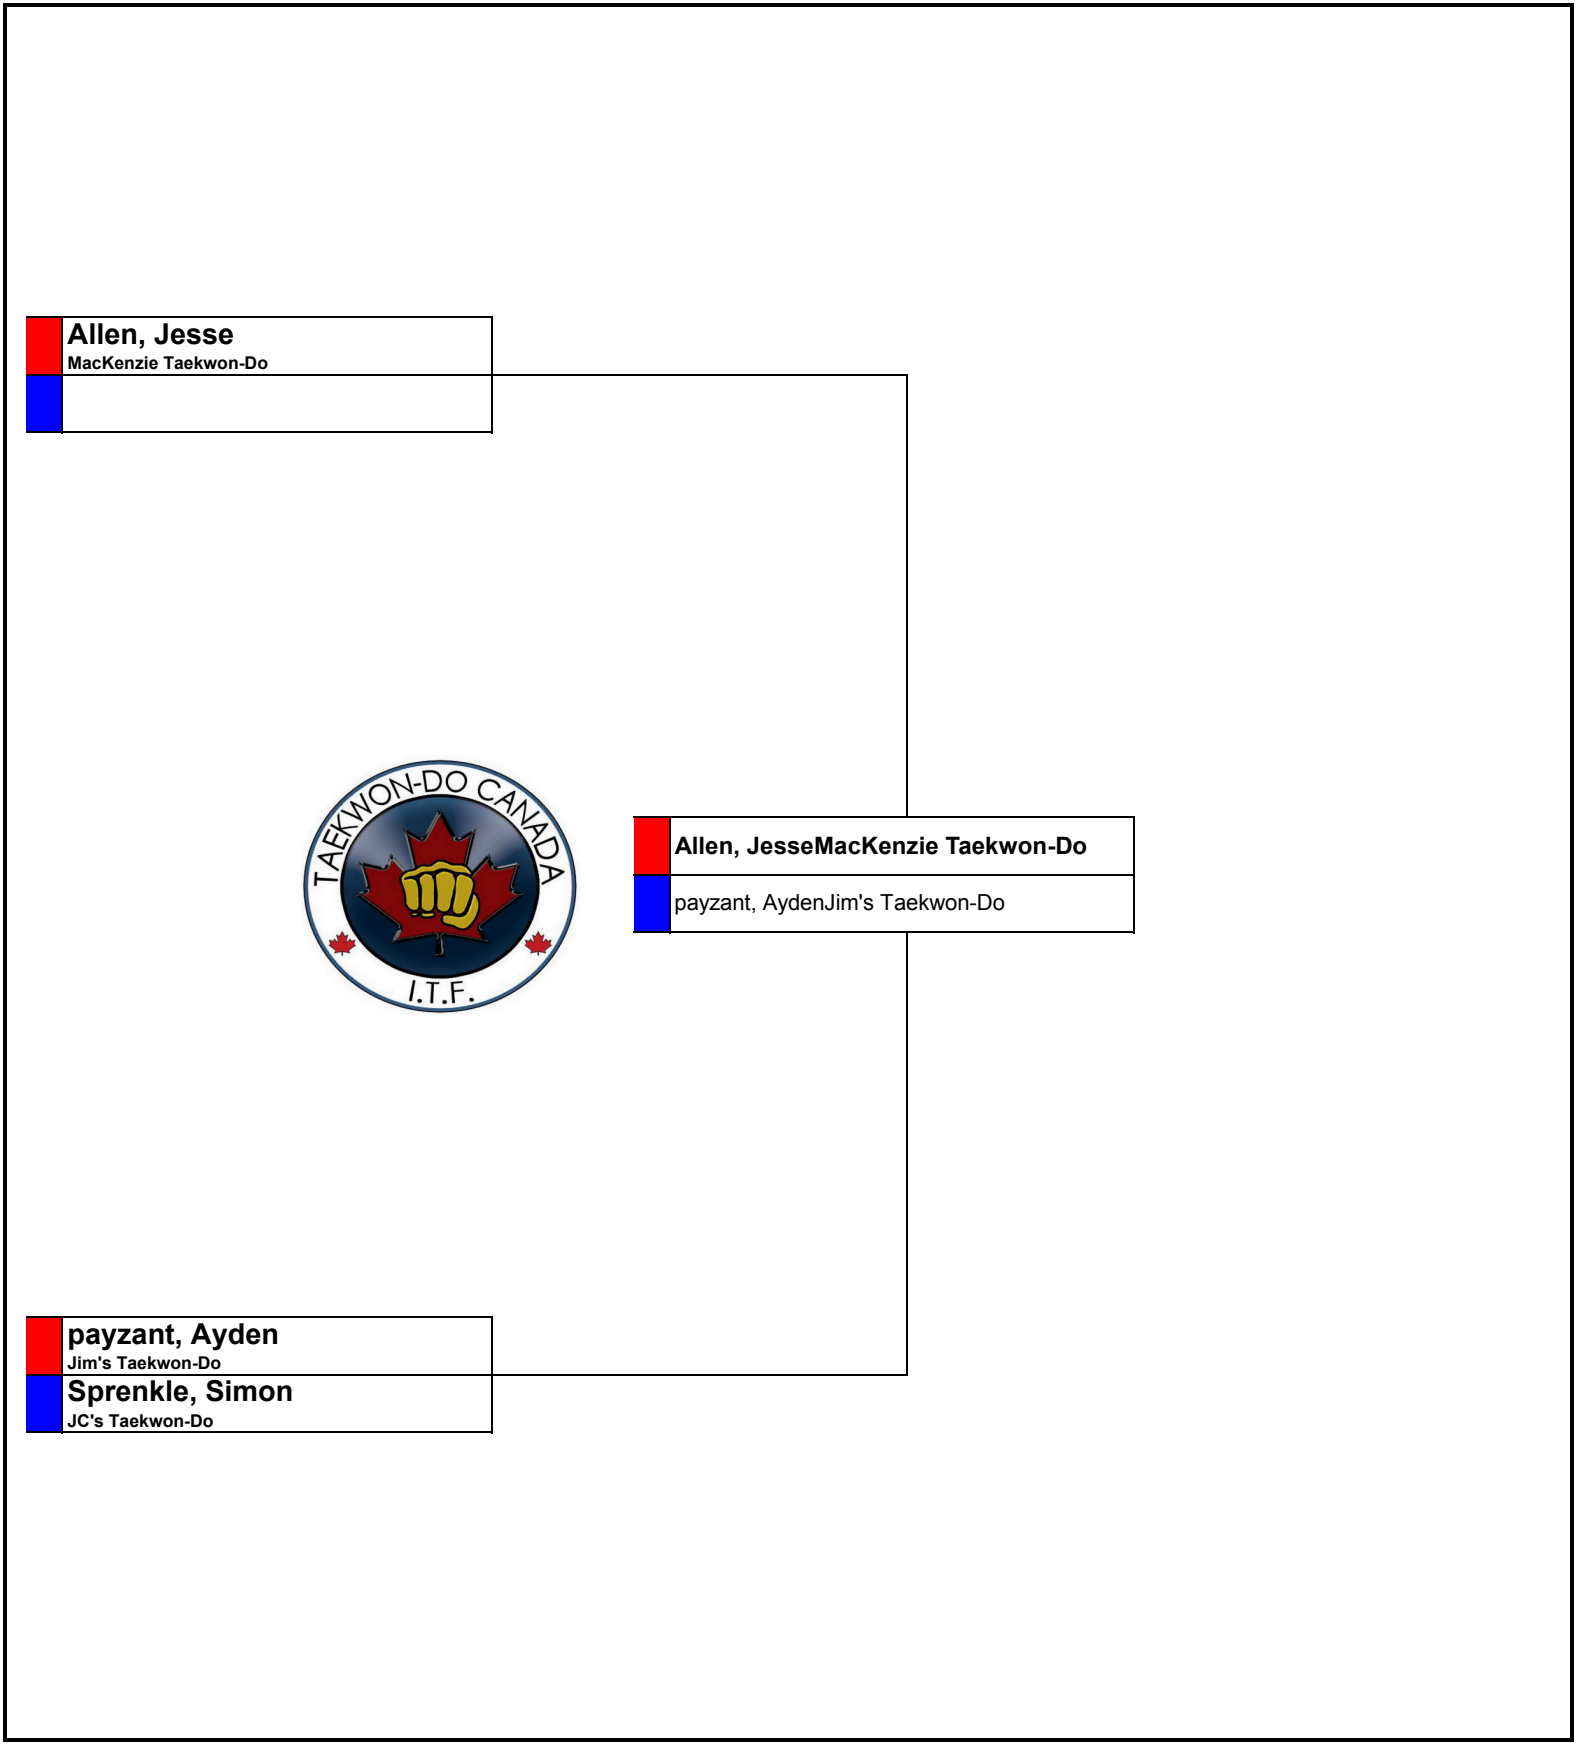 Allen, Jesse
MacKenzie Taekwon-Do
TAEKWON-DO CANADA
I.T.F.
Allen, JesseMacKenzie Taekwon-Do
payzant, AydenJim's Taekwon-Do
payzant, Ayden
Jim's Taekwon-Do
Sprenkle, Simon
JC's Taekwon-Do